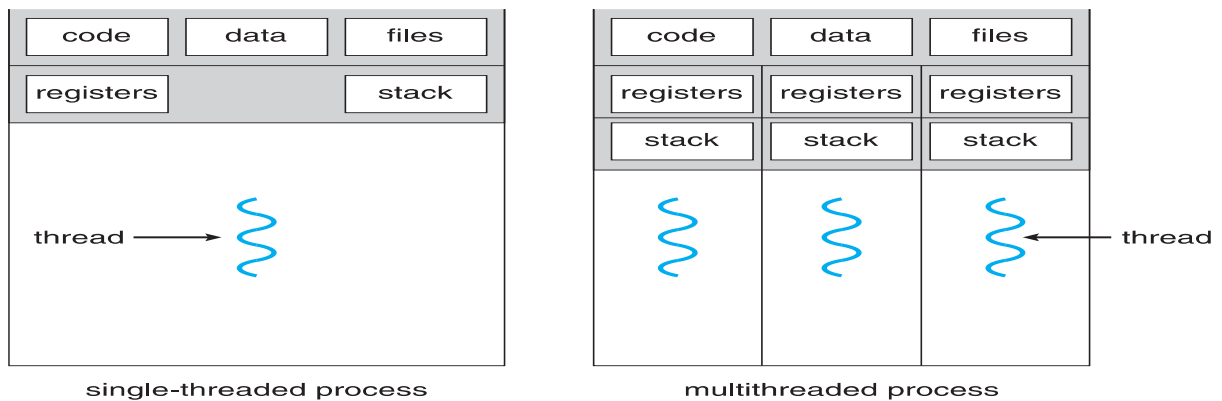 code data files
registers stack
thread
single-threaded process
code data files
registers registers registers
stack stack stack
thread
multithreaded process